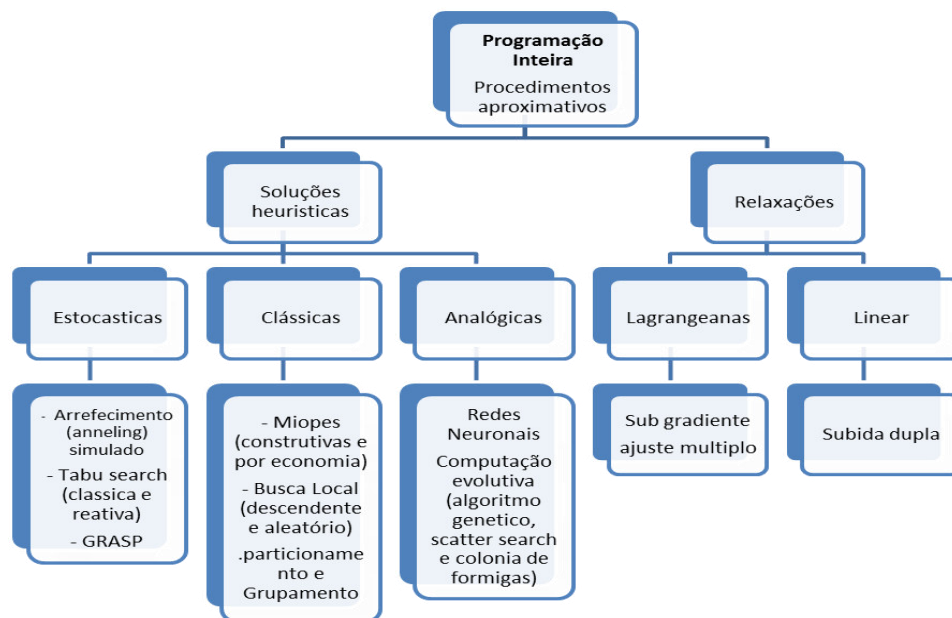 Programação
Inteira
Procedimentos
aproximativos
Soluções
heuristicas
Relaxações
Estocasticas
Clássicas
Analógicas
Lagrangeanas
Linear
- Arrefecimento
(anneling)
simulado
- Tabu search
(classica e
reativa)
- GRASP
- Miopes
(construtivas e
por economia)
- Busca Local
(descendente
e aleatório)
.particioname
nto e
Grupamento
Redes
Neuronais
Computação
evolutiva
(algoritmo
genetico,
scatter search
e colonia de
formigas)
Sub gradiente
ajuste multiplo
Subida dupla